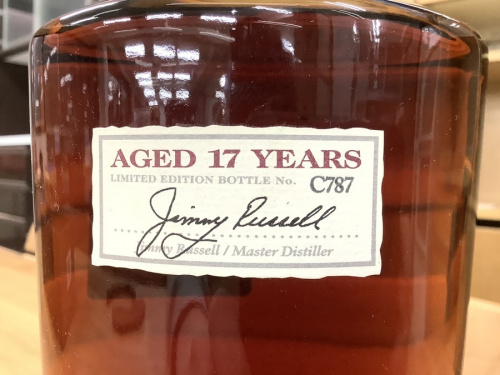 AGED 17 YEARS
LIMITED EDITION BOTTLE No. C787
Jimmy Russell
Jimmy Russell / Master Distiller